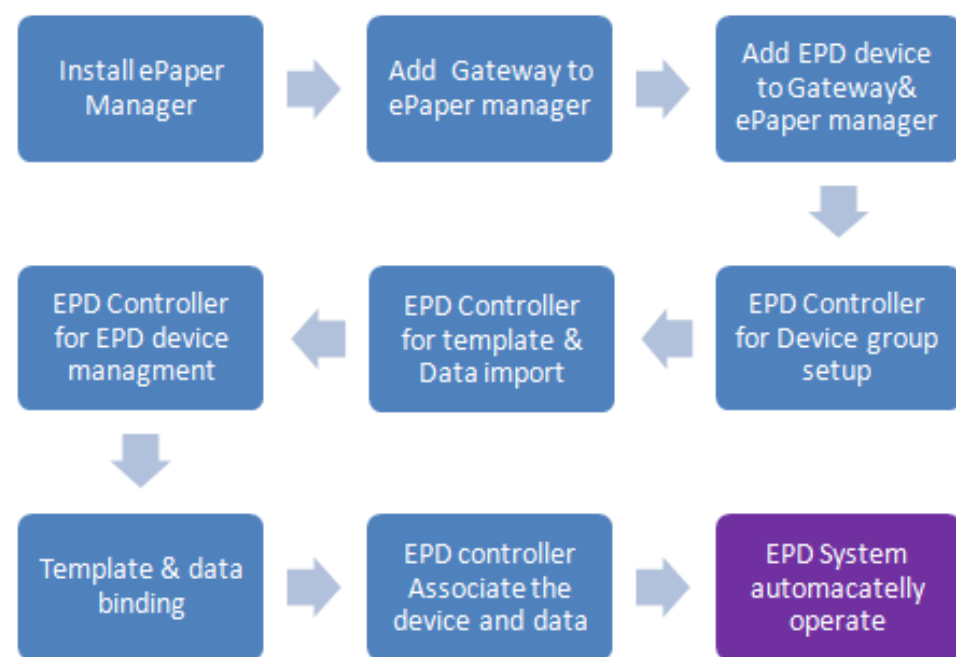 Install ePaper
Manager
Add Gateway to
ePaper manager
Add EPD device
to Gateway&
ePaper manager
EPD Controller
for Device group
setup
EPD Controller
for template &
Data import
EPD Controller
for EPD device
managment
Template & data
binding
EPD controller
Associate the
device and data
EPD System
automacatelly
operate